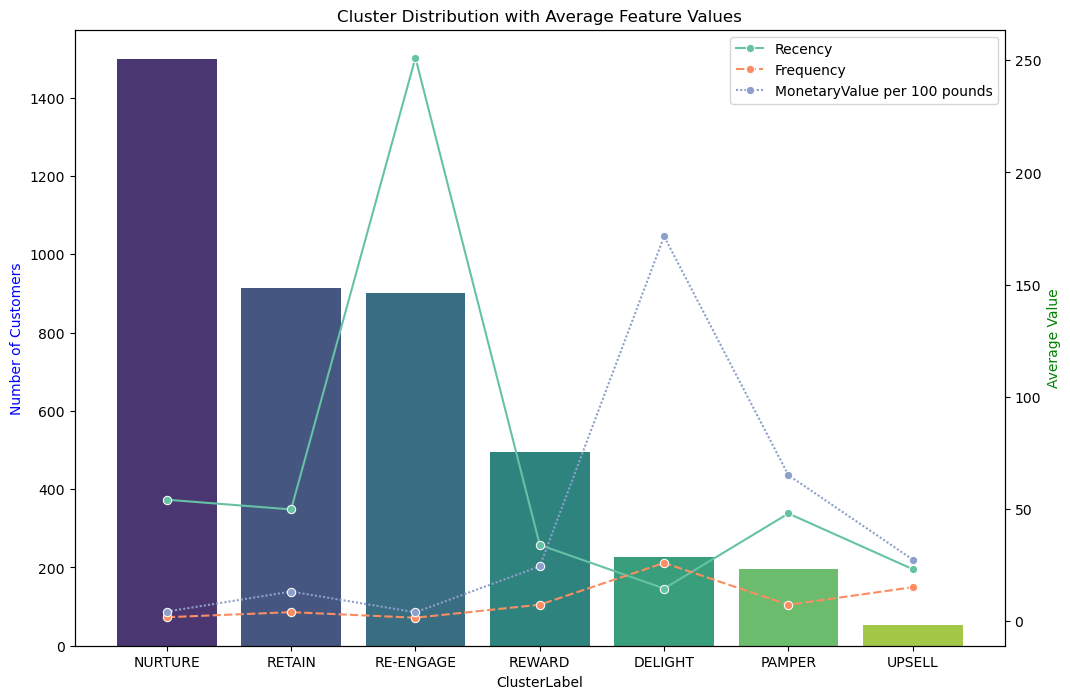 Cluster Distribution with Average Feature Values
Recency
Frequency
MonetaryValue per 100 pounds
Number of Customers
1400
1200
1000
800
600
400
200
0
Average Value
250
200
150
100
50
0
NURTURE RETAIN RE-ENGAGE REWARD DELIGHT PAMPER UPSELL
ClusterLabel